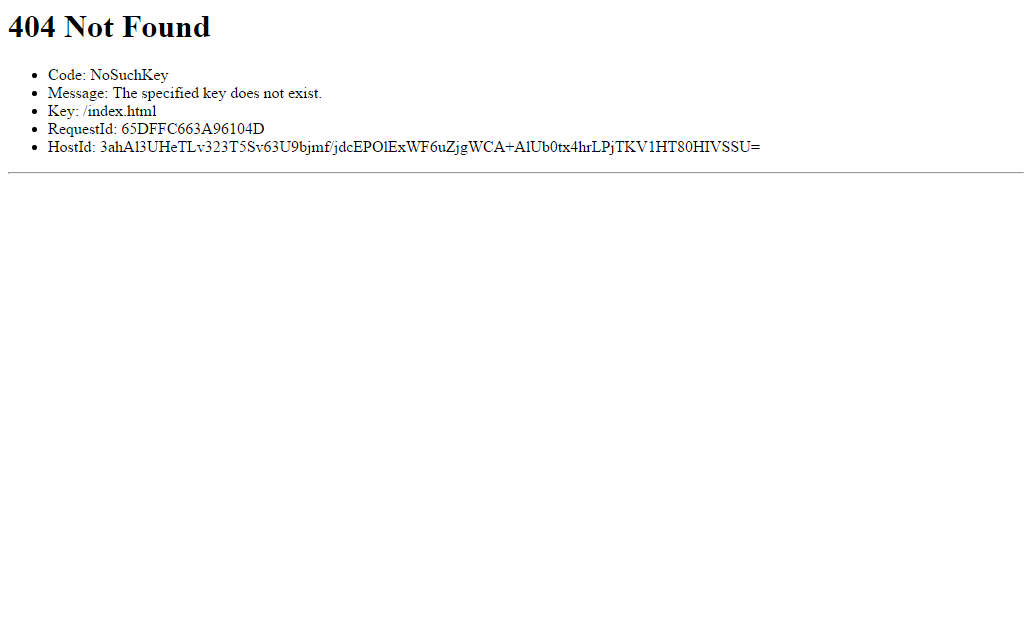 404 Not Found
Code: NoSuchKey
Message: The specified key does not exist.
Key: /index.html
RequestId: 65DFFC663A96104D
HostId: 3ahAl3UHeTLv323T5Sv63U9bjmf/jdcEPOlExWF6uZjgWCA+AlUb0tx4hrLPjTKV1HT80HIVSSU=